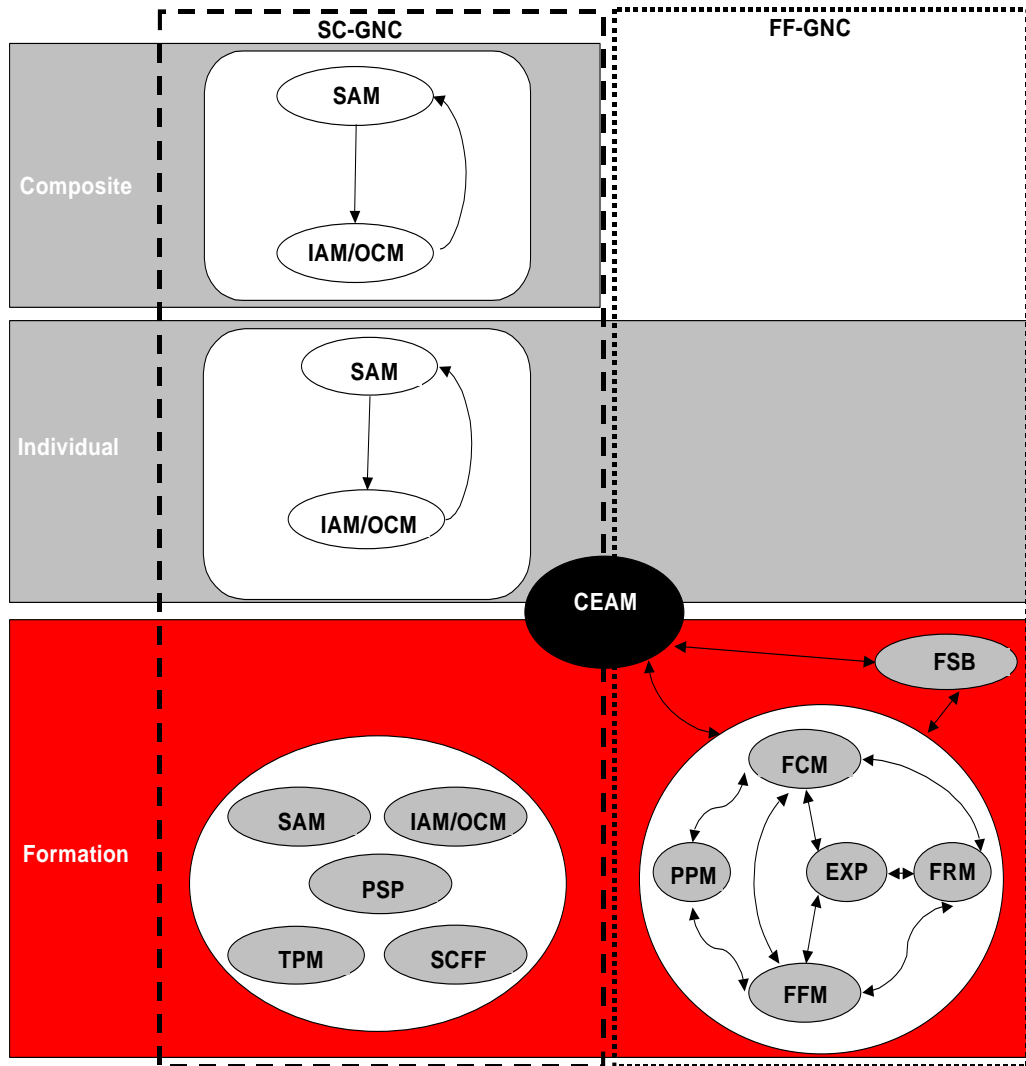 SC-GNC
FF-GNC
Composite
SAM
IAM/OCM
Individual
SAM
IAM/OCM
CEAM
FSB
Formation
SAM
IAM/OCM
PSP
TPM
SCFF
FCM
PPM
EXP
FRM
FFM